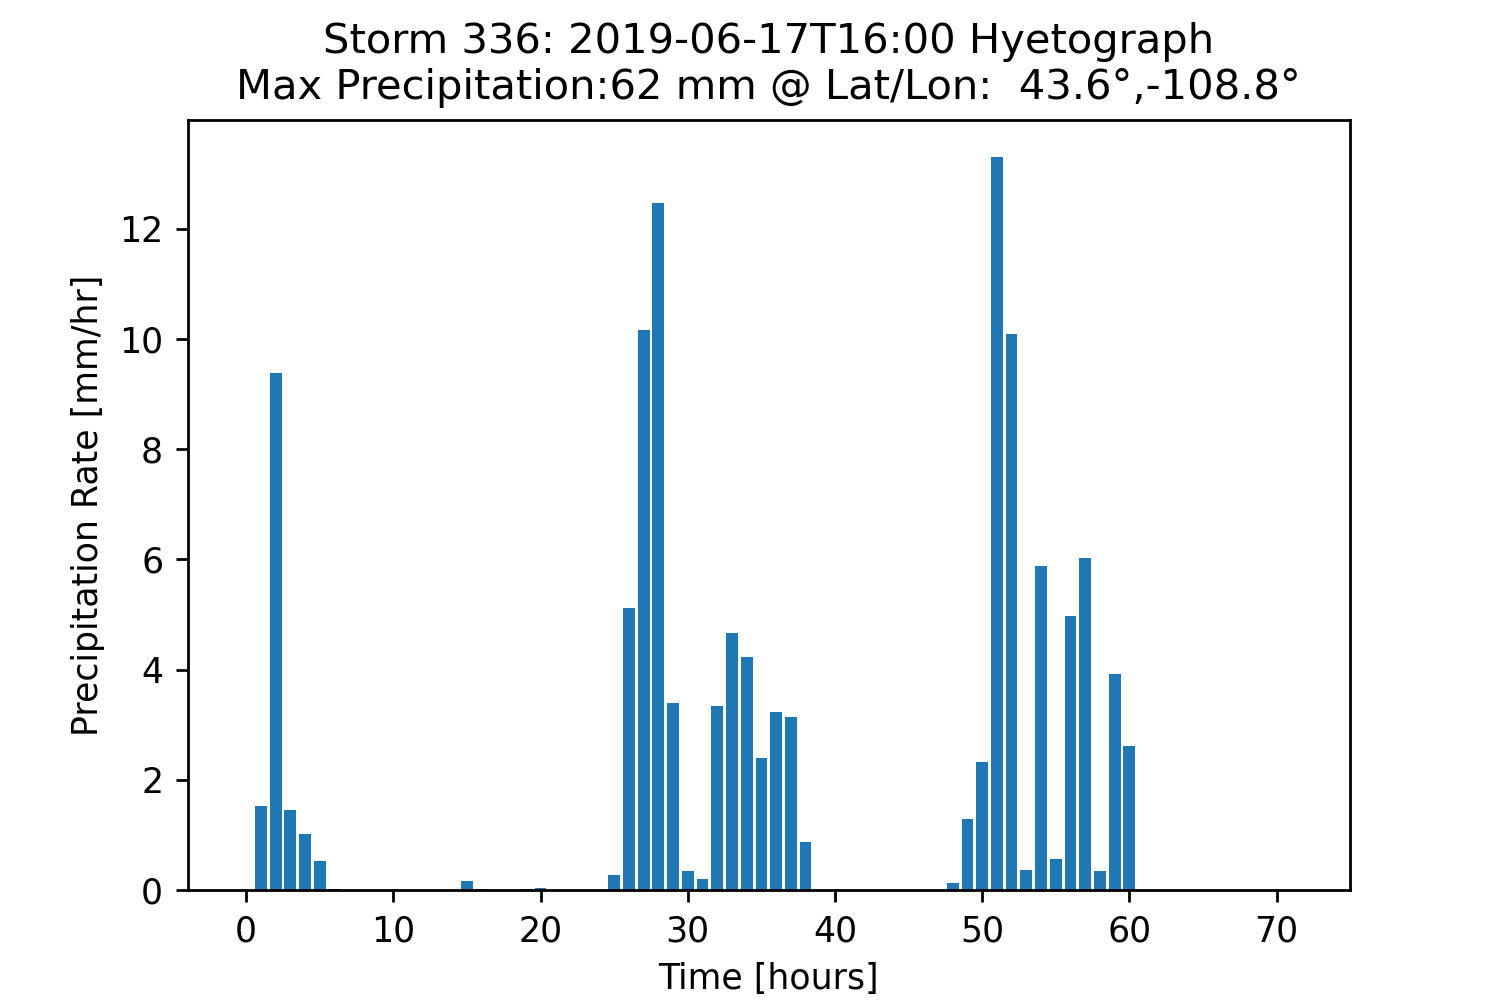 Storm 336: 2019-06-17T16:00 Hyetograph
Max Precipitation:62 mm @ Lat/Lon:  43.6°,-108.8°
Precipitation Rate [mm/hr]
12
10
8
6
4
2
0
0 10 20 30 40 50 60 70
Time [hours]